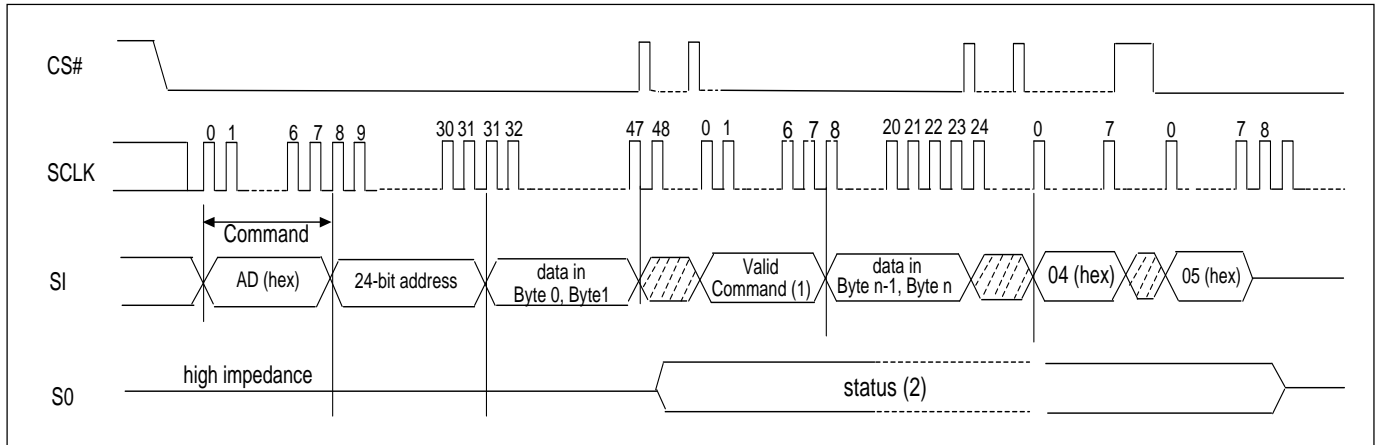 CS#
0 1 6 7 8 9 30 31 31 32 47 48 0 1 6 7 8 20 21 22 23 24 0 7 0 7 8
SCLK
Command
SI
AD (hex)
24-bit address
data in
Byte 0, Byte1
Valid
Command (1)
data in
Byte n-1, Byte n
04 (hex)
05 (hex)
high impedance
S0
status (2)